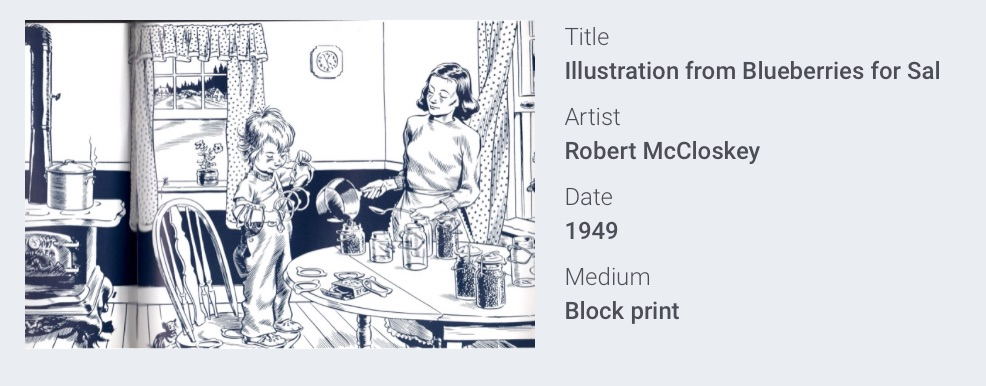 Title
Illustration from Blueberries for Sal
Artist
Robert McCloskey
Date
1949
Medium
Block print